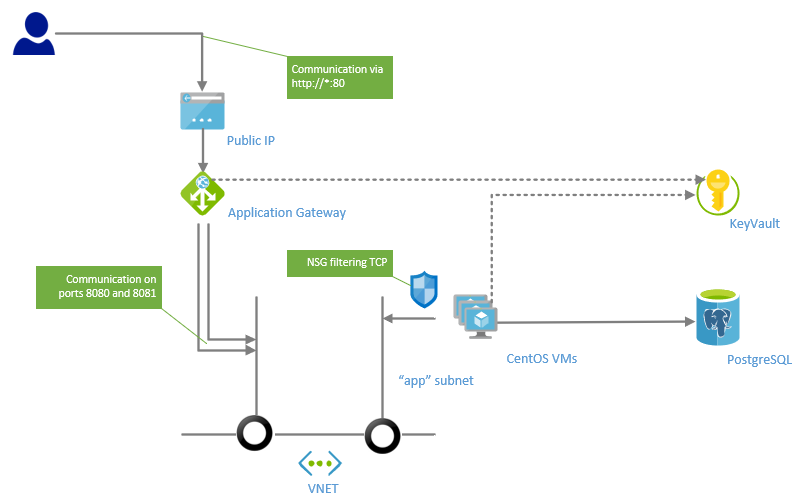 Communication via
http://*:80
Public IP
Application Gateway
KeyVault
NSG filtering TCP
Communication on
ports 8080 and 8081
CentOS VMs
PostgreSQL
“app” subnet
VNET